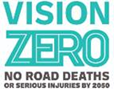 VISION
ZERO
NO ROAD DEATHS
OR SERIOUS INJURIES BY 2050